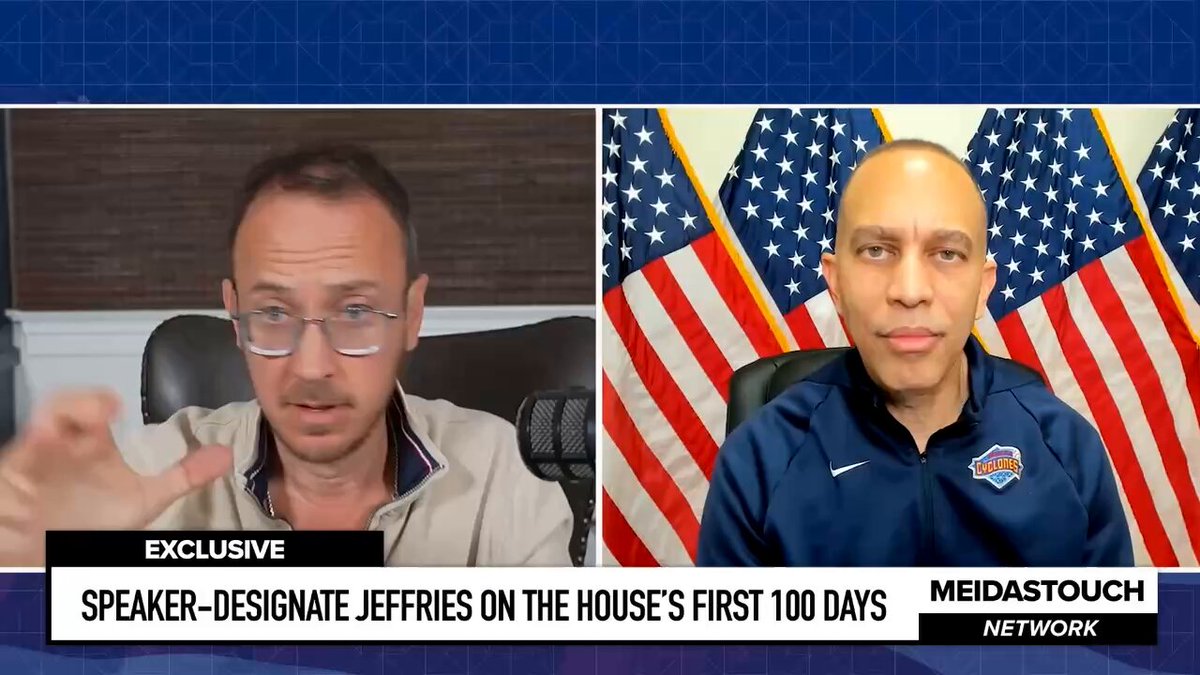 CYCLONES
EXCLUSIVE
SPEAKER-DESIGNATE JEFFRIES ON THE HOUSE'S FIRST 100 DAYS
MEIDASTOUCH
NETWORK